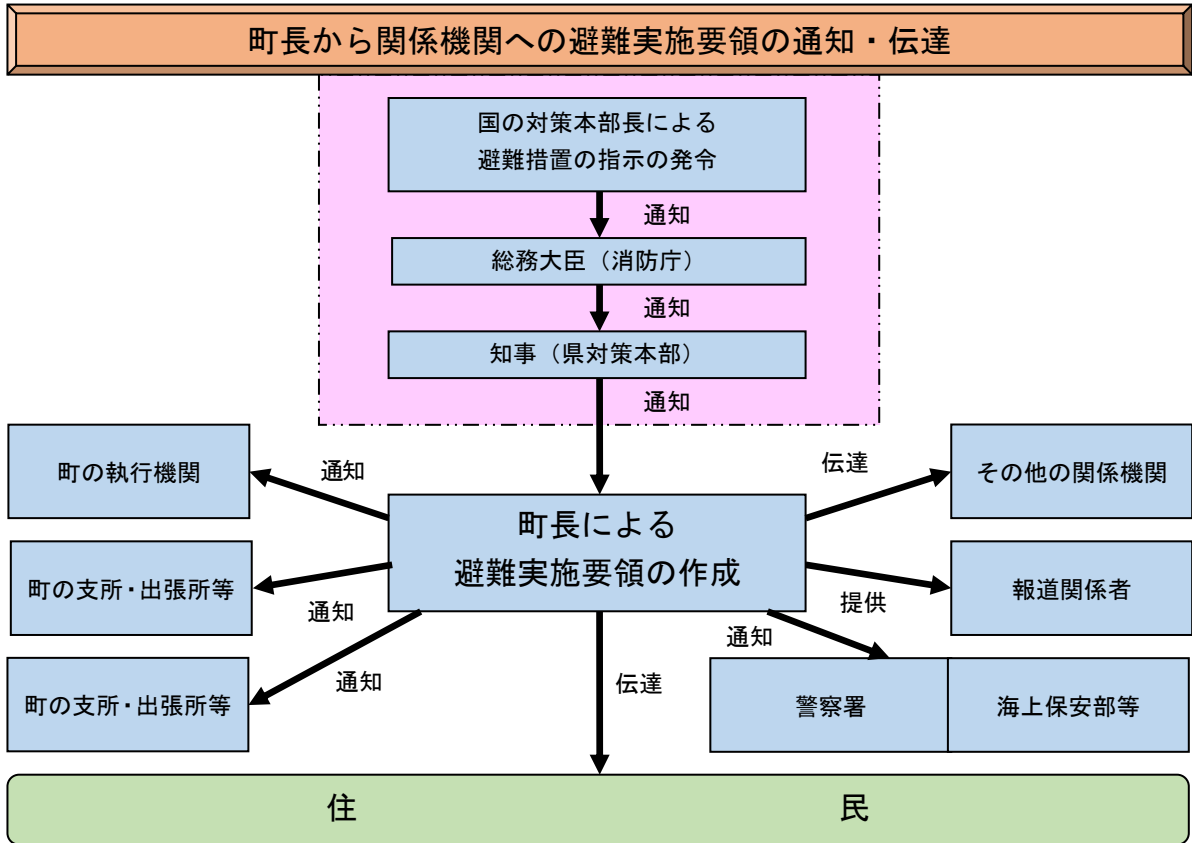 町長から関係機関への避難実施要領の通知・伝達
国の対策本部長による
避難措置の指示の発令
通知
総務大臣（消防庁）
通知
知事（県対策本部）
通知
町の執行機関
通知
伝達
その他の関係機関
町長による
避難実施要領の作成
町の支所・出張所等
通知
提供
報道関係者
町の支所・出張所等
通知
伝達
通知
警察署
海上保安部等
住　民